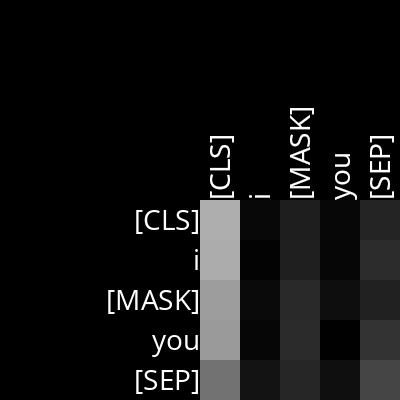 [CLS] i [MASK] you [SEP]
[CLS]
i
[MASK]
you
[SEP]